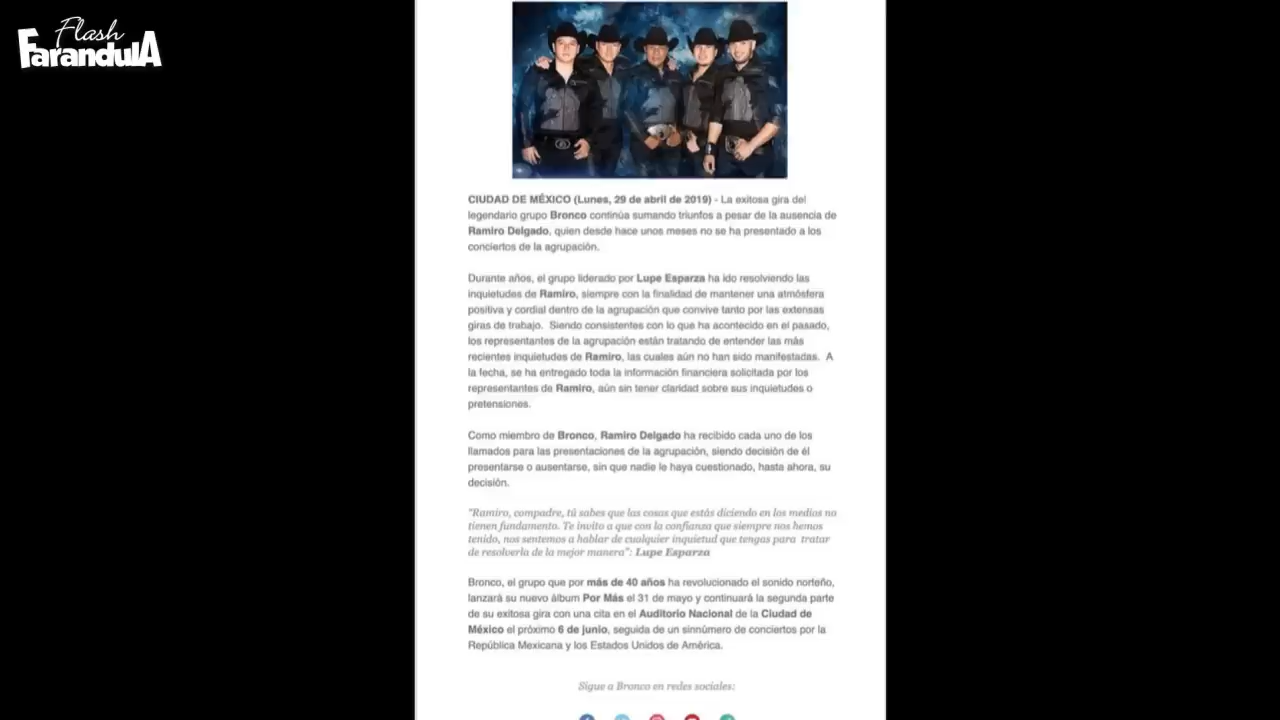 Flash
FarandulA
CIUDAD DE MÉXICO (Lunes, 29 de abril de 2019) - La exitosa gira del
legendario grupo Bronco continúa sumando triunfos a pesar de la ausencia de
Ramiro Delgado, quien desde hace unos meses no se ha presentado a los
conciertos de la agrupación.
Durante años, el grupo liderado por Lupe Esparza ha ido resolviendo las
inquietudes de Ramiro, siempre con la finalidad de mantener una atmósfera
positiva y cordial dentro de la agrupación que convive tanto por las extensas
giras de trabajo. Siendo consistentes con lo que ha acontecido en el pasado,
los representantes de la agrupación están tratando de entender las más
recientes inquietudes de Ramiro, las cuales aún no han sido manifestadas. A
la fecha, se ha entregado toda la información financiera solicitada por los
representantes de Ramiro, aún sin tener claridad sobre sus inquietudes o
pretensiones.
Como miembro de Bronco, Ramiro Delgado ha recibido cada uno de los
llamados para las presentaciones de la agrupación, siendo decisión de él
presentarse o ausentarse, sin que nadie le haya cuestionado, hasta ahora, su
decisión.
"Ramiro, compadre, tú sabes que las cosas que estás diciendo en los medios no
tienen fundamento. Te invito a que con la confianza que siempre nos hemos
tenido, nos sentemos a hablar de cualquier inquietud que tengas para tratar
de resolverla de la mejor manera": Lupe Esparza
Bronco, el grupo que por más de 40 años ha revolucionado el sonido norteño,
lanzará su nuevo álbum Por Más el 31 de mayo y continuará la segunda parte
de su exitosa gira con una cita en el Auditorio Nacional de la Ciudad de
México el próximo 6 de junio, seguida de un sinnúmero de conciertos por la
República Mexicana y los Estados Unidos de América.
Sigue a Bronco en redes sociales: